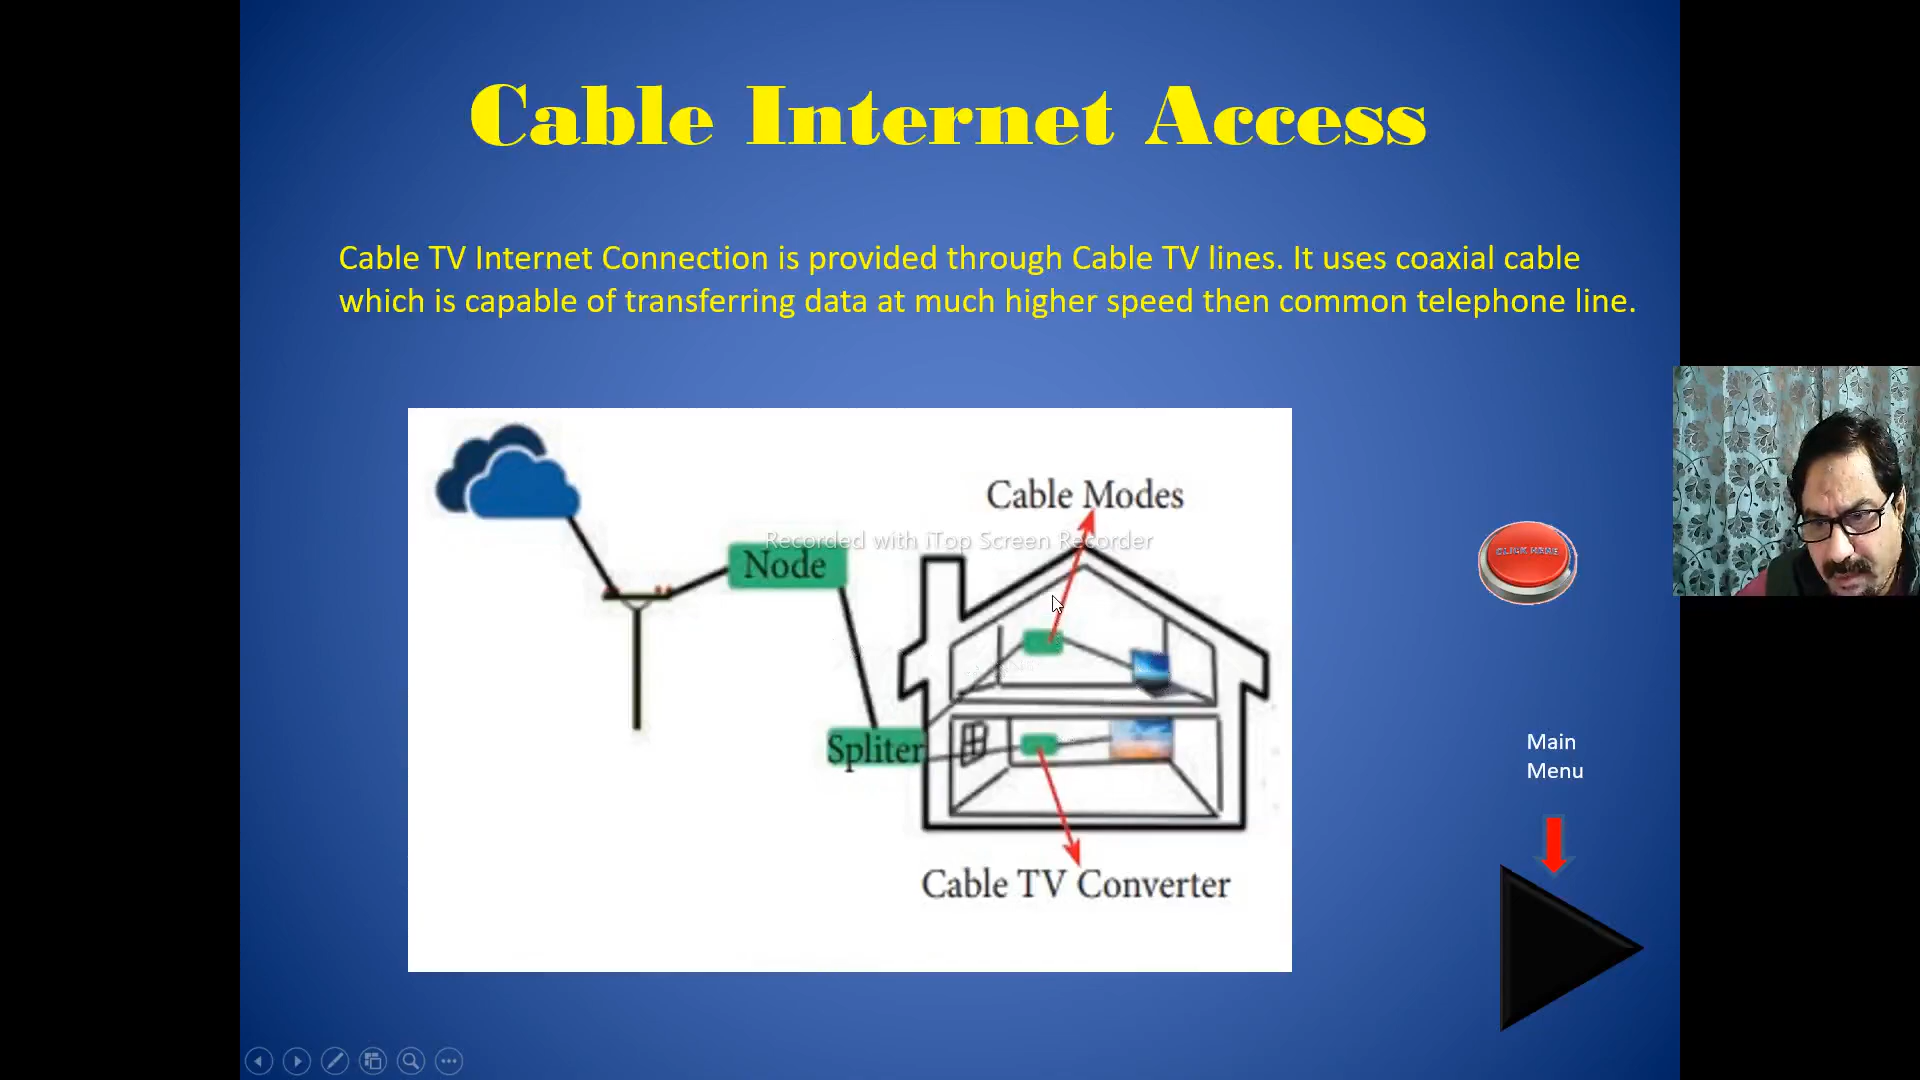 Cable Internet Access
Cable TV Internet Connection is provided through Cable TV lines. It uses coaxial cable
which is capable of transferring data at much higher speed then common telephone line.
Cable Modes
Recorded with iTop Screen Recorder
Node
CLICK HERE
Spliter
Main
Menu
Cable TV Converter